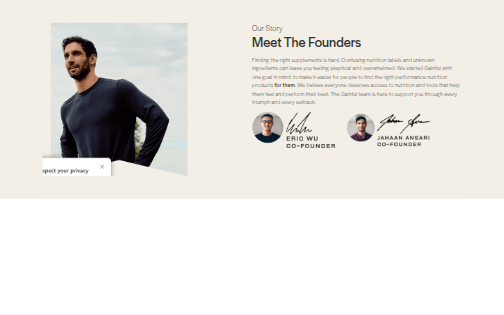 Our Story
Meet The Founders
Finding the right supplements is hard. Confusing nutrition labels and unknown
ingredients can leave you feeling skeptical and overwhelmed. We started Gainful with
one goal in mind: to make it easier for people to find the right performance nutrition
products for them. We believe everyone deserves access to nutrition and tools that help
them feel and perform their best. The Gainful team is here to support you through every
triumph and every setback.
ERIC WU
CO-FOUNDER
JAHAAN ANSARI
CO-FOUNDER
spect your privacy